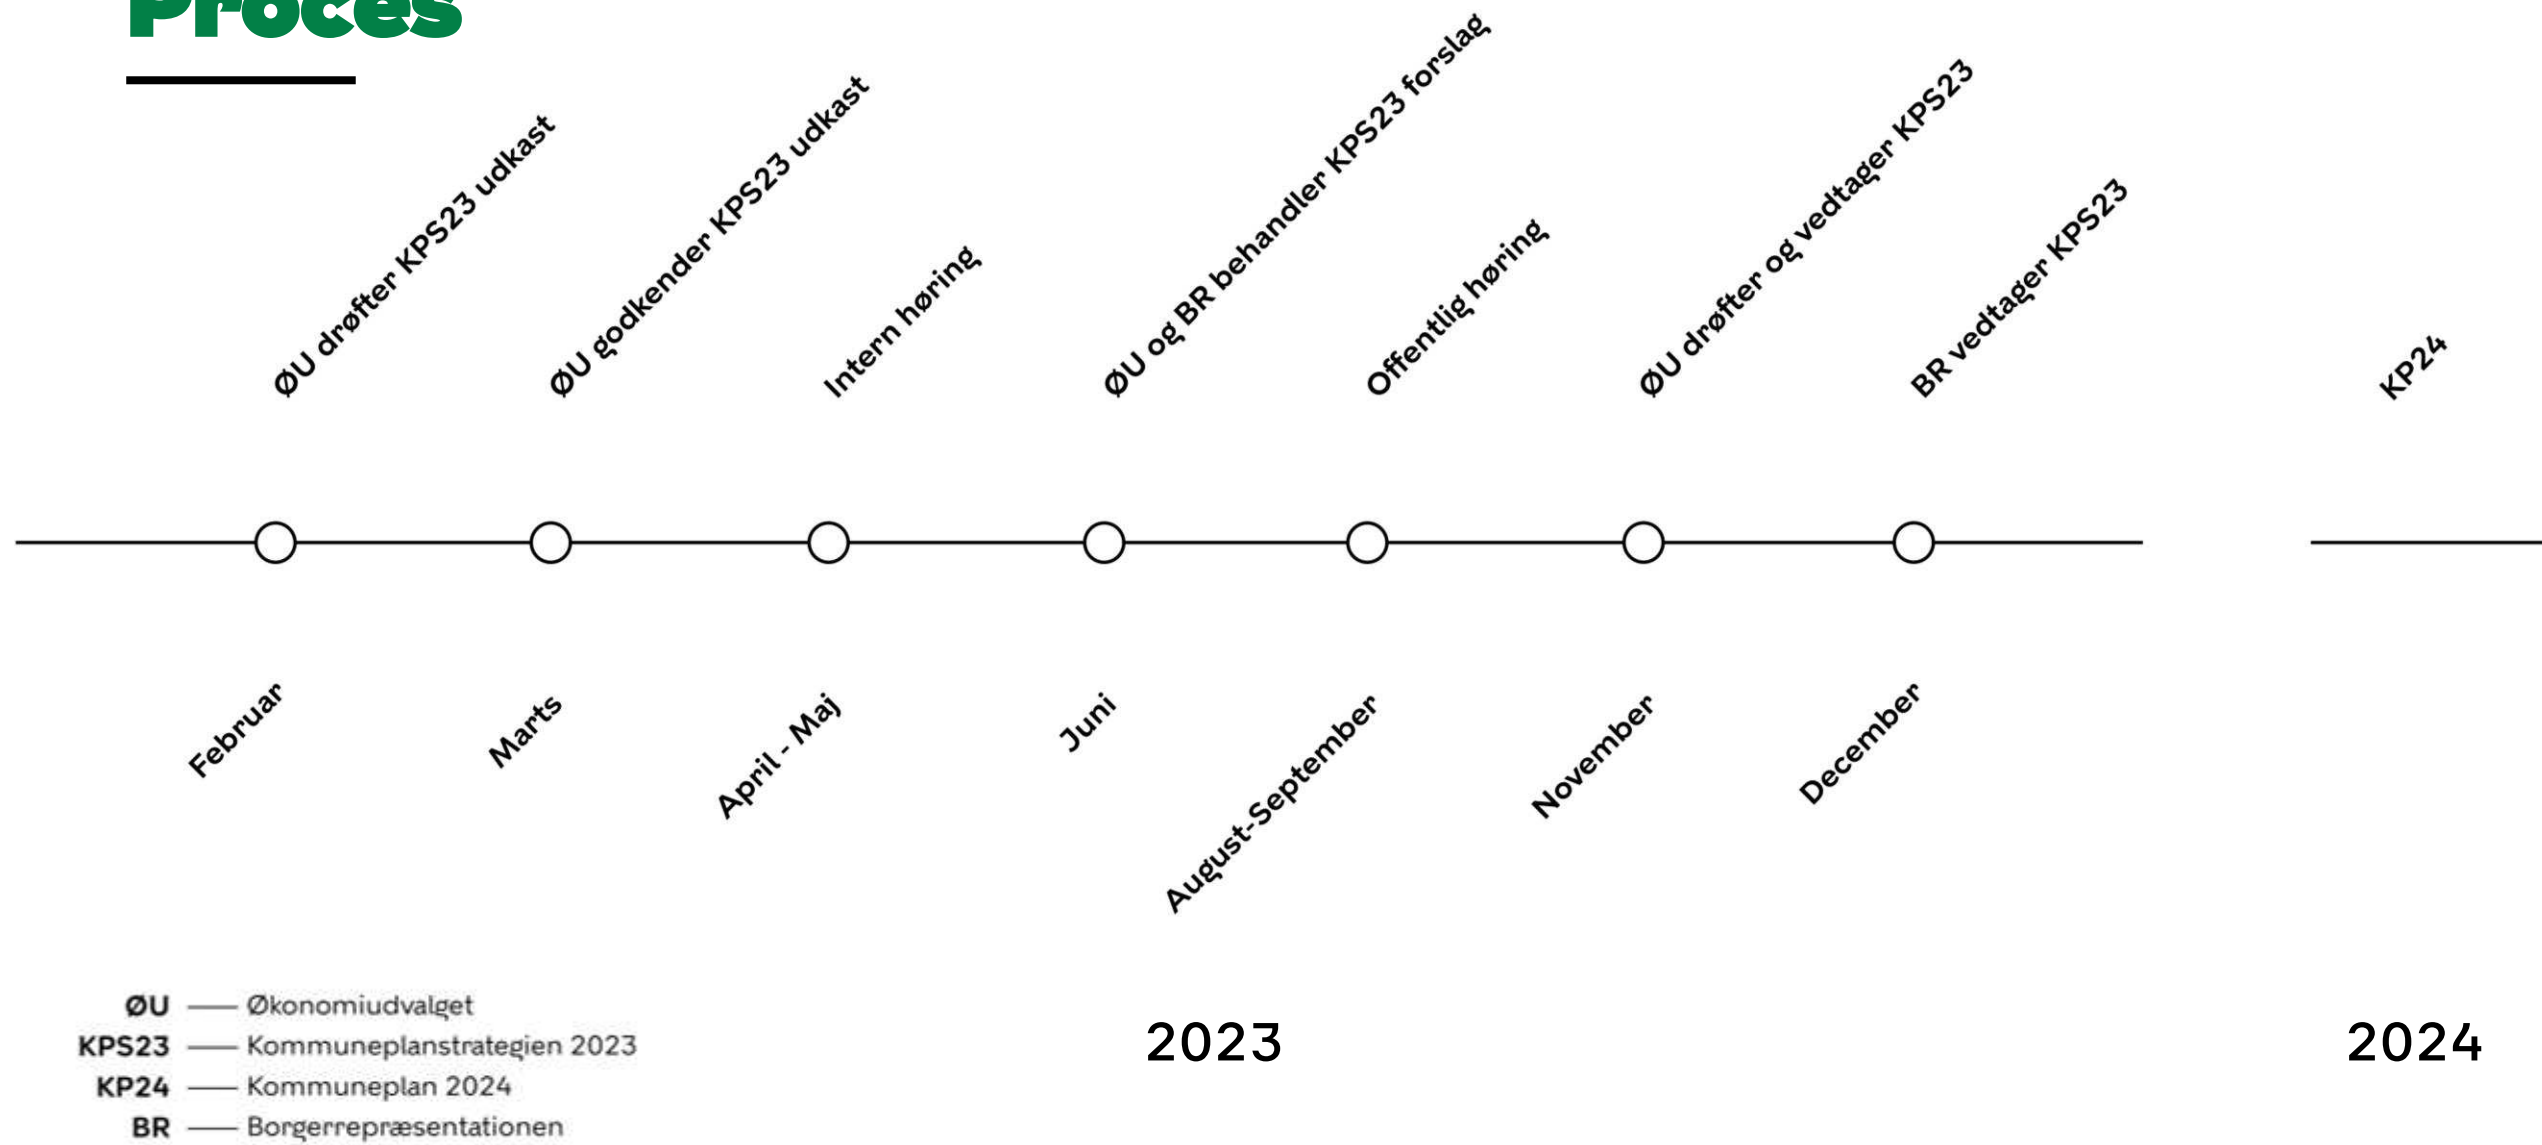 Proces
ØU drøfter KPS23 udkast
ØU godkender KPS23 udkast
Intern høring
ØU og BR behandler KPS23 forslag
Offentlig høring
ØU drøfter og vedtager KPS23
BR vedtager KPS23
KP24
Februar
Marts
April - Maj
Juni
August-September
November
December
ØU — Økonomiudvalget
KPS23 — Kommuneplanstrategien 2023
KP24 — Kommuneplan 2024
BR — Borgerrepræsentationen
2023
2024